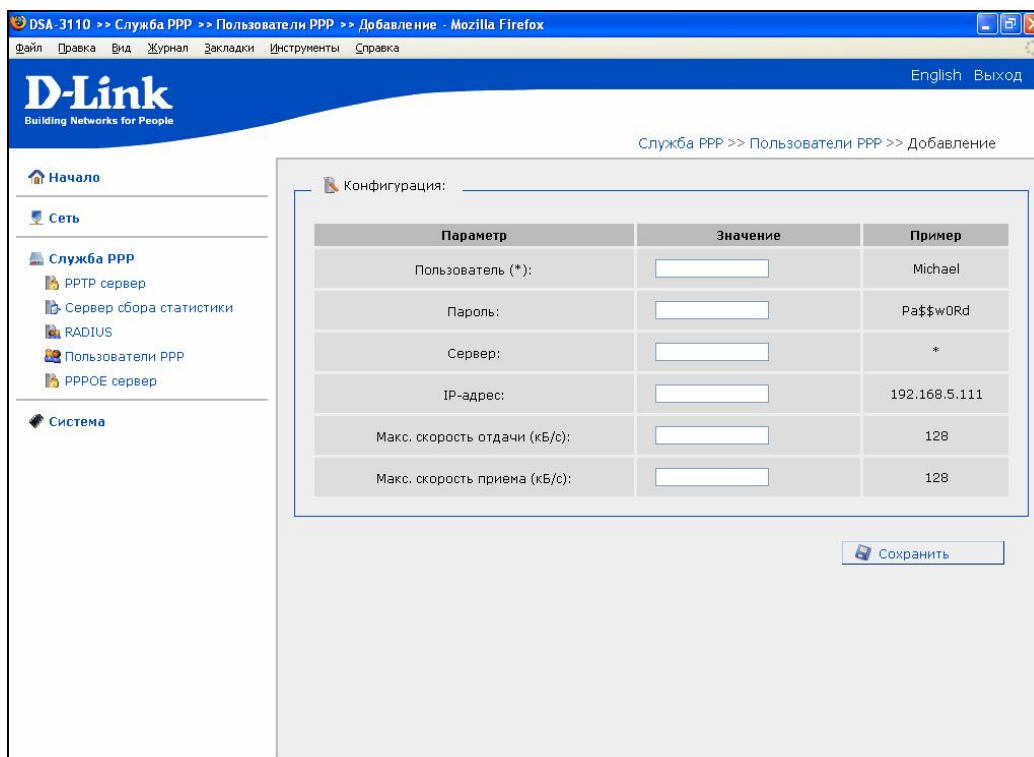 DSA-3110 >> Служба PPP >> Пользователи PPP >> Добавление - Mozilla Firefox
Файл Правка Вид Журнал Закладки Инструменты Справка
D-Link
Building Networks for People
English Выход
Служба PPP >> Пользователи PPP >> Добавление
Начало
Сеть
Служба PPP
PPTP сервер
Сервер сбора статистики
RADIUS
Пользователи PPP
PPPOE сервер
Система
Конфигурация:
Параметр Значение Пример
Пользователь (*): Michael
Пароль: Pa$$w0Rd
Сервер: *
IP-адрес: 192.168.5.111
Макс. скорость отдачи (кБ/с): 128
Макс. скорость приема (кБ/с): 128
Сохранить